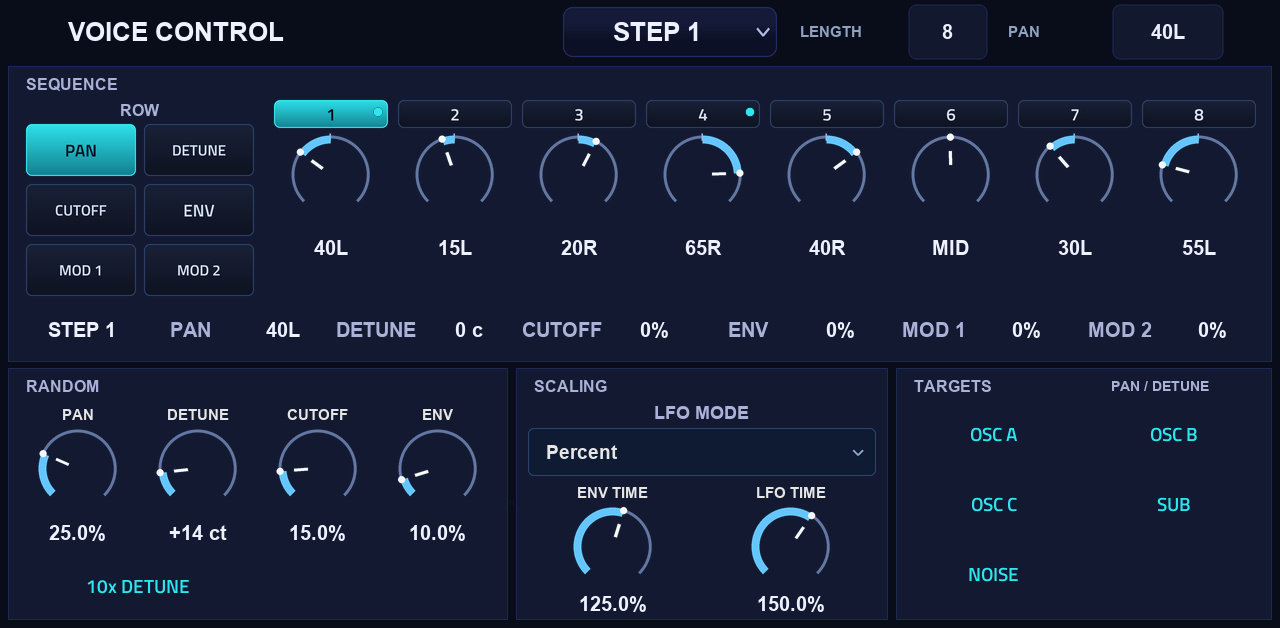 VOICE CONTROL STEP 1 LENGTH 8 PAN 40L
SEQUENCE
ROW
1 2 3 4 5 6 7 8
PAN DETUNE
CUTOFF ENV
40L 15L 20R 65R 40R MID 30L 55L
MOD 1 MOD 2
STEP 1 PAN 40L DETUNE 0 c CUTOFF 0% ENV 0% MOD 1 0% MOD 2 0%
RANDOM
PAN DETUNE CUTOFF ENV
25.0% +14 ct 15.0% 10.0%
10x DETUNE
SCALING
LFO MODE
Percent
ENV TIME LFO TIME
125.0% 150.0%
TARGETS PAN / DETUNE
OSC A OSC B
OSC C SUB
NOISE